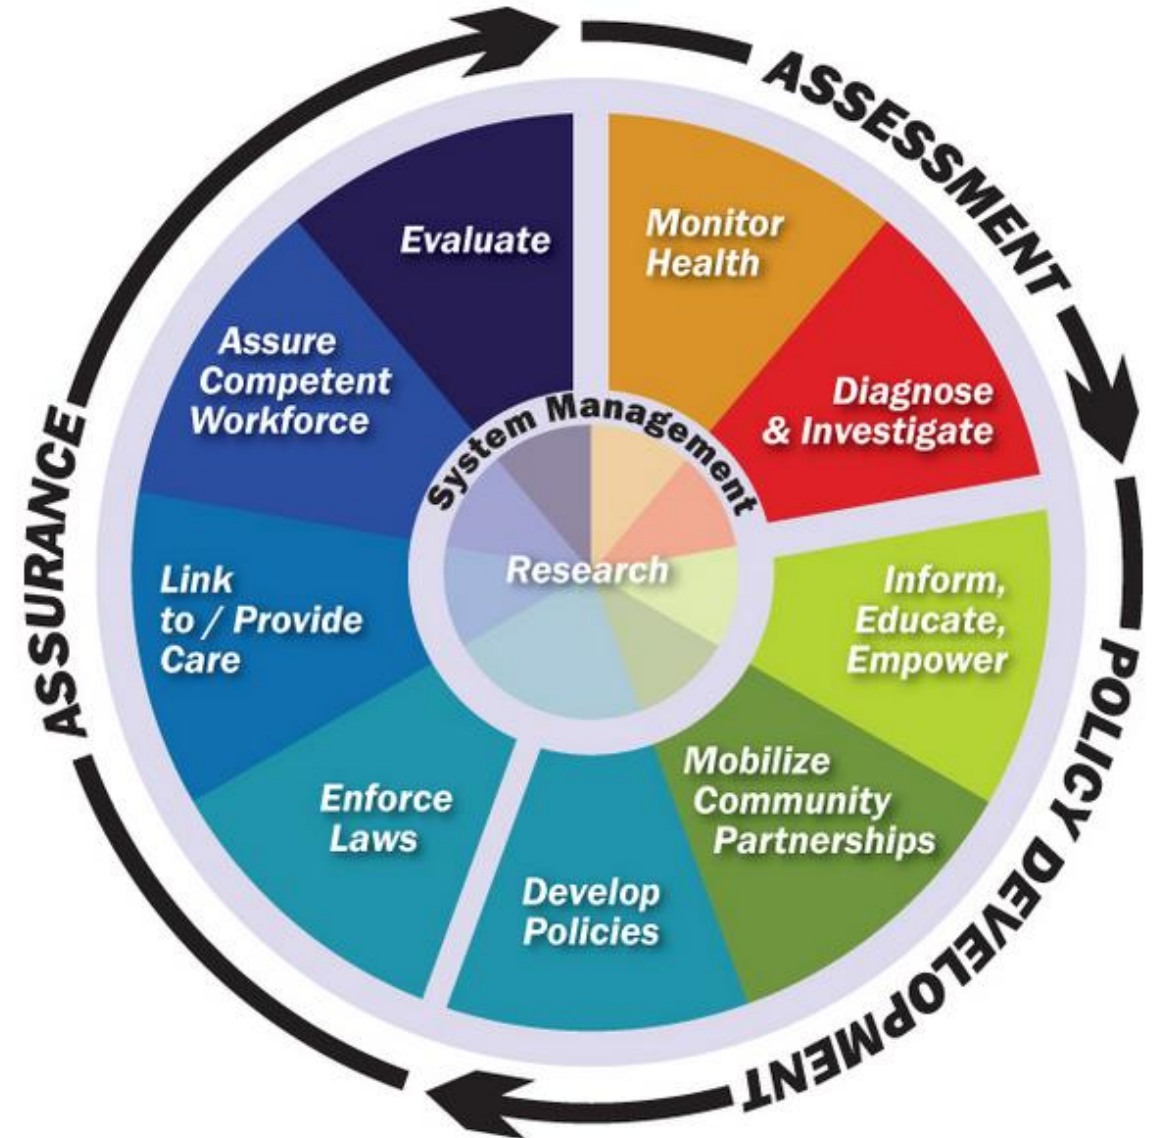 ASSESSMENT
Monitor
Health
Diagnose
& Investigate
POLICY DEVELOPMENT
Inform,
Educate,
Empower
Mobilize
Community
Partnerships
Develop
Policies
ASSURANCE
Enforce
Laws
Link
to / Provide
Care
Assure
Competent
Workforce
Evaluate
System Management
Research